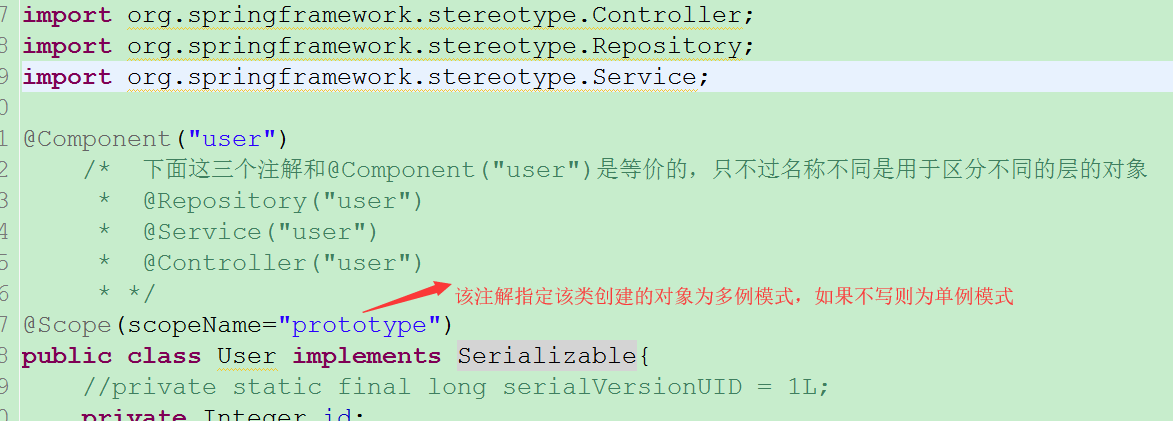 7 import org.springframework.stereotype.Controller;
8 import org.springframework.stereotype.Repository;
9 import org.springframework.stereotype.Service;
0
1 @Component("user")
2 /* 下面这三个注解和@Component("user")是等价的，只不过名称不同是用于区分不同的层的对象
3 * @Repository("user")
4 * @Service("user")
5 * @Controller("user")
6 * */
该注解指定该类创建的对象为多例模式，如果不写则为单例模式
7 @Scope(scopeName="prototype")
8 public class User implements Serializable{
9 //private static final long serialVersionUID = 1L;
0 private Integer id;